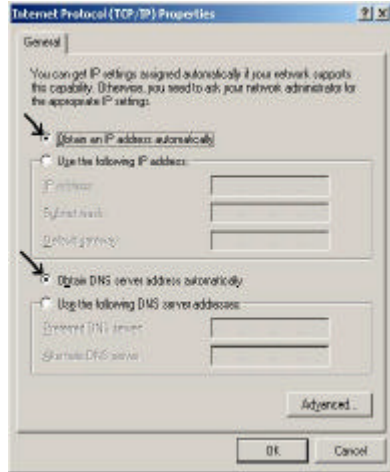 Internet Protocol (TCP/IP) Properties
General
You can get IP settings assigned automatically if your network supports
this capability. Otherwise, you need to ask your network administrator for
the appropriate IP settings.
Obtain an IP address automatically
Use the following IP address:
IP address:
Subnet mask:
Default gateway:
Obtain DNS server address automatically
Use the following DNS server addresses:
Preferred DNS server:
Alternate DNS server:
Advanced...
OK
Cancel